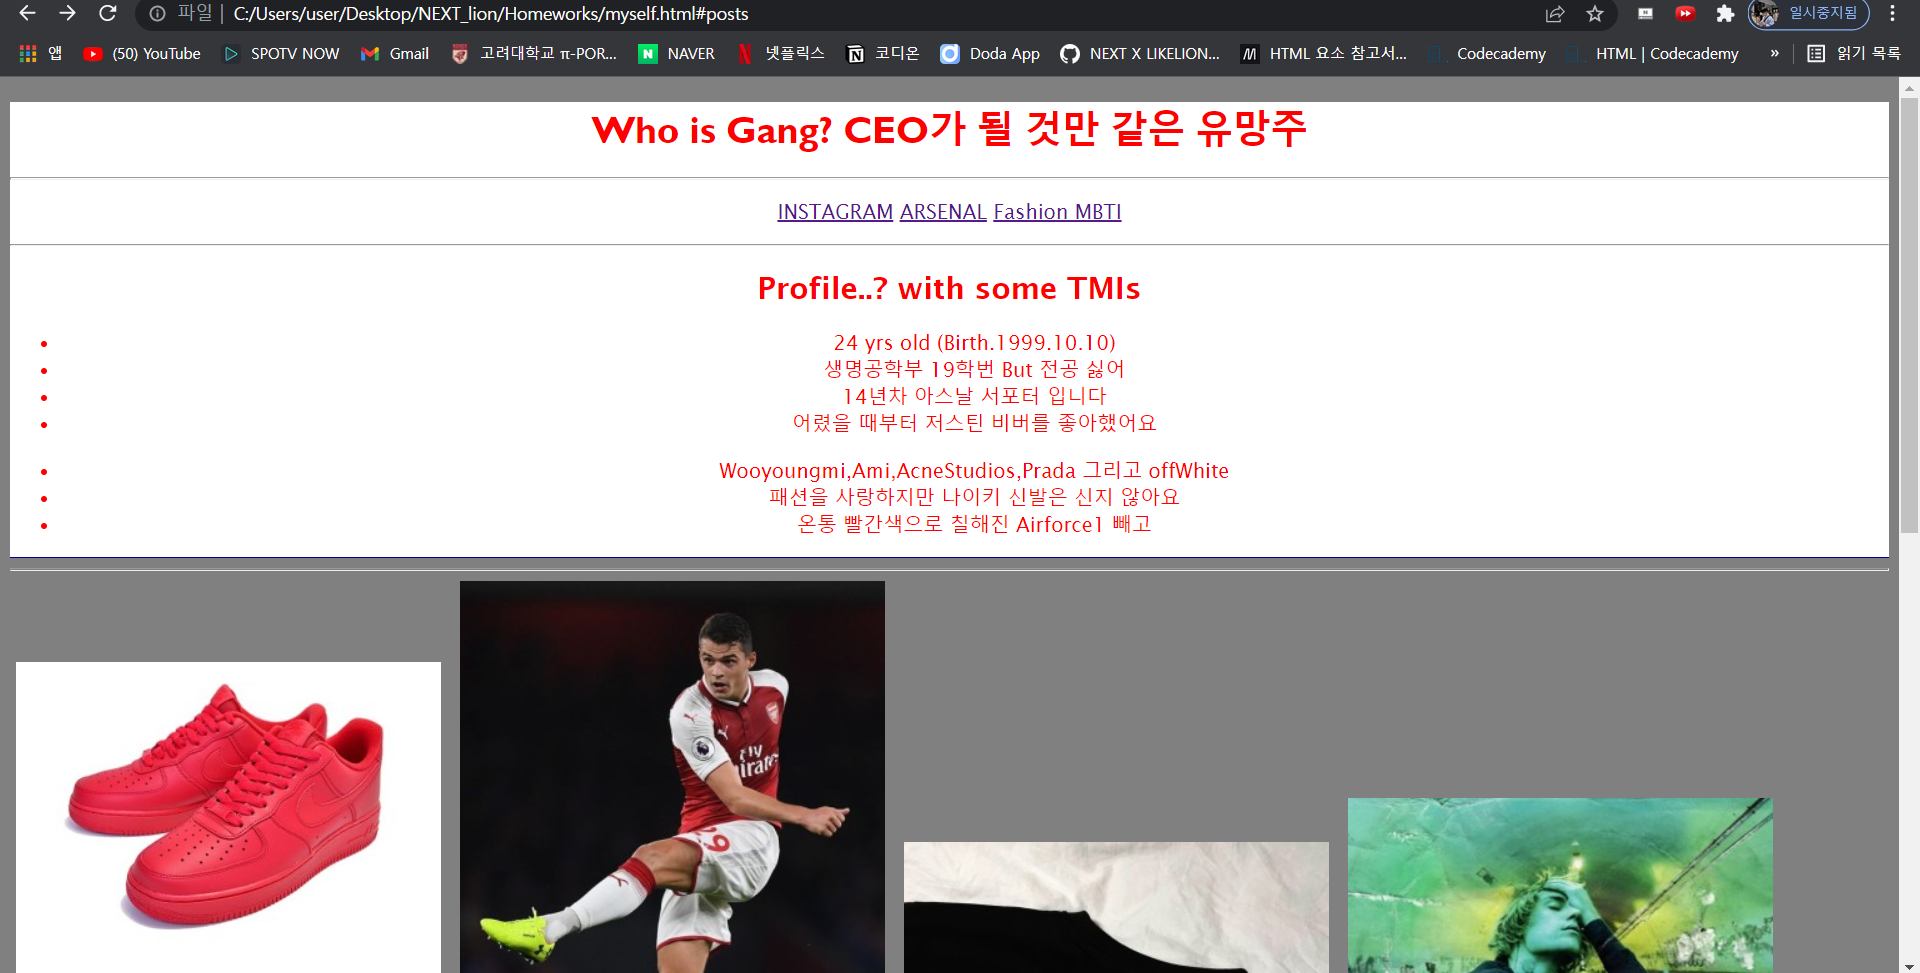 파일 | C:/Users/user/Desktop/NEXT_lion/Homeworks/myself.html#posts 일시중지됨
앱 (50) YouTube SPOTV NOW Gmail 고려대학교 π-POR... NAVER 넷플릭스 코디온 Doda App NEXT X LIKELION... HTML 요소 참고서... Codecademy HTML | Codecademy » 읽기 목록
Who is Gang? CEO가 될 것만 같은 유망주
INSTAGRAM ARSENAL Fashion MBTI
Profile..? with some TMIs
24 yrs old (Birth.1999.10.10)
생명공학부 19학번 But 전공 싫어
14년차 아스날 서포터 입니다
어렸을 때부터 저스틴 비버를 좋아했어요
Wooyoungmi,Ami,AcneStudios,Prada 그리고 offWhite
패션을 사랑하지만 나이키 신발은 신지 않아요
온통 빨간색으로 칠해진 Airforce1 빼고
Fly
Emirates
29